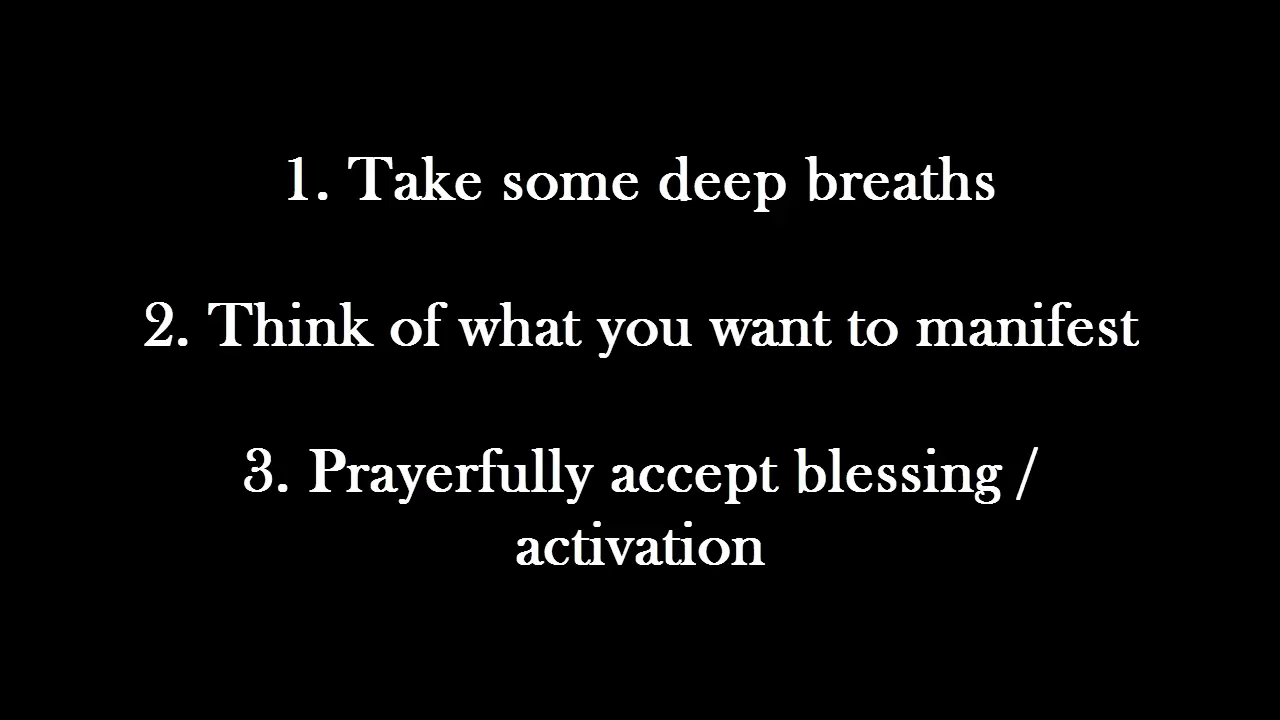 1. Take some deep breaths
2. Think of what you want to manifest
3. Prayerfully accept blessing /
activation